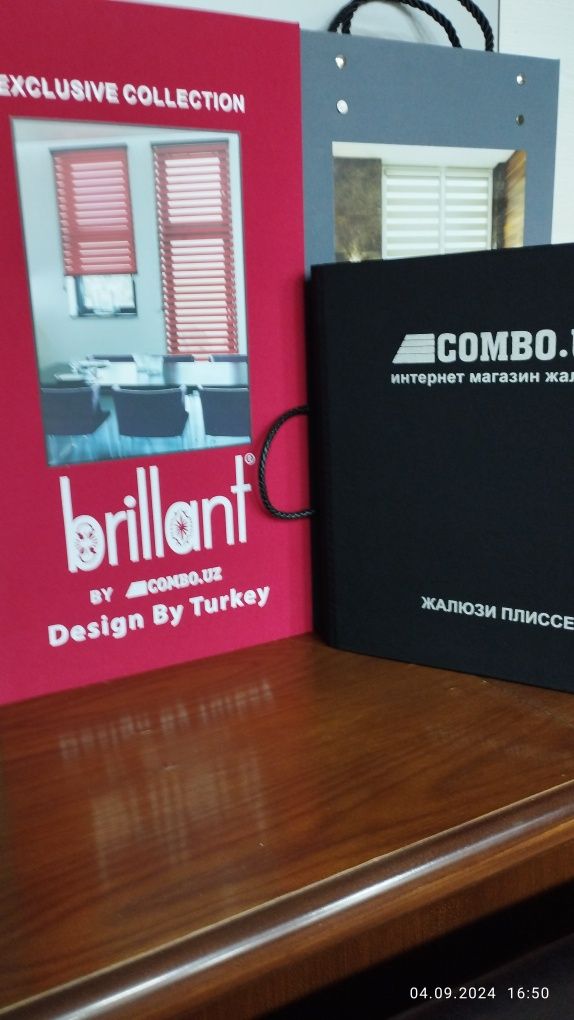 EXCLUSIVE COLLECTION
brillant®
BY COMBO.UZ
Design By Turkey
COMBO.
интернет магазин
ЖАЛЮЗИ ПЛИССЕ
04.09.2024 16:50